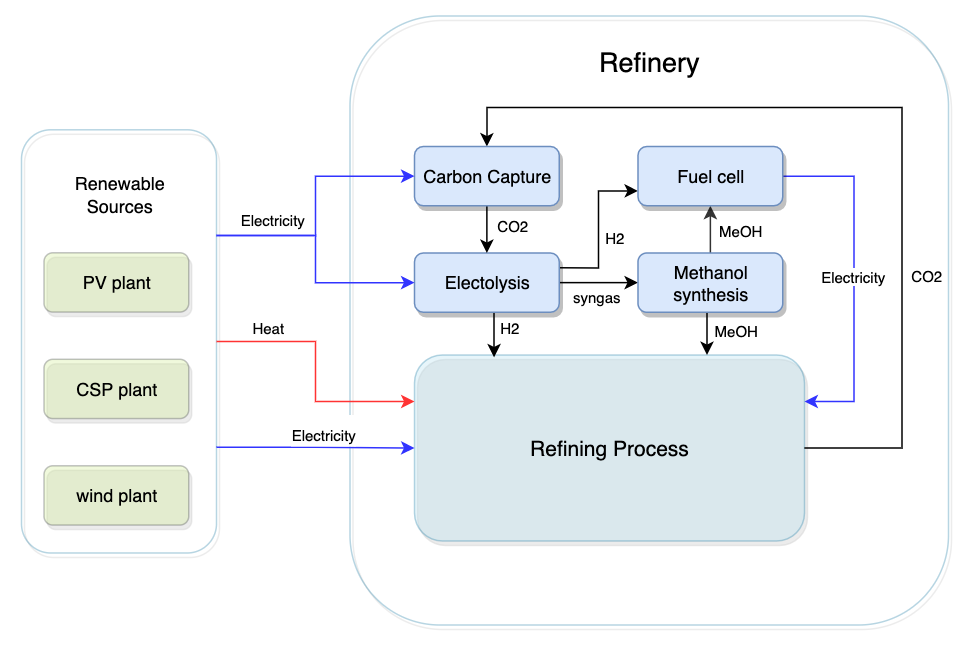 Refinery
Renewable
Sources
PV plant
CSP plant
wind plant
Electricity
Heat
Electricity
Carbon Capture
CO2
Electolysis
H2
syngas
H2
Fuel cell
MeOH
Methanol
synthesis
MeOH
Electricity
CO2
Refining Process